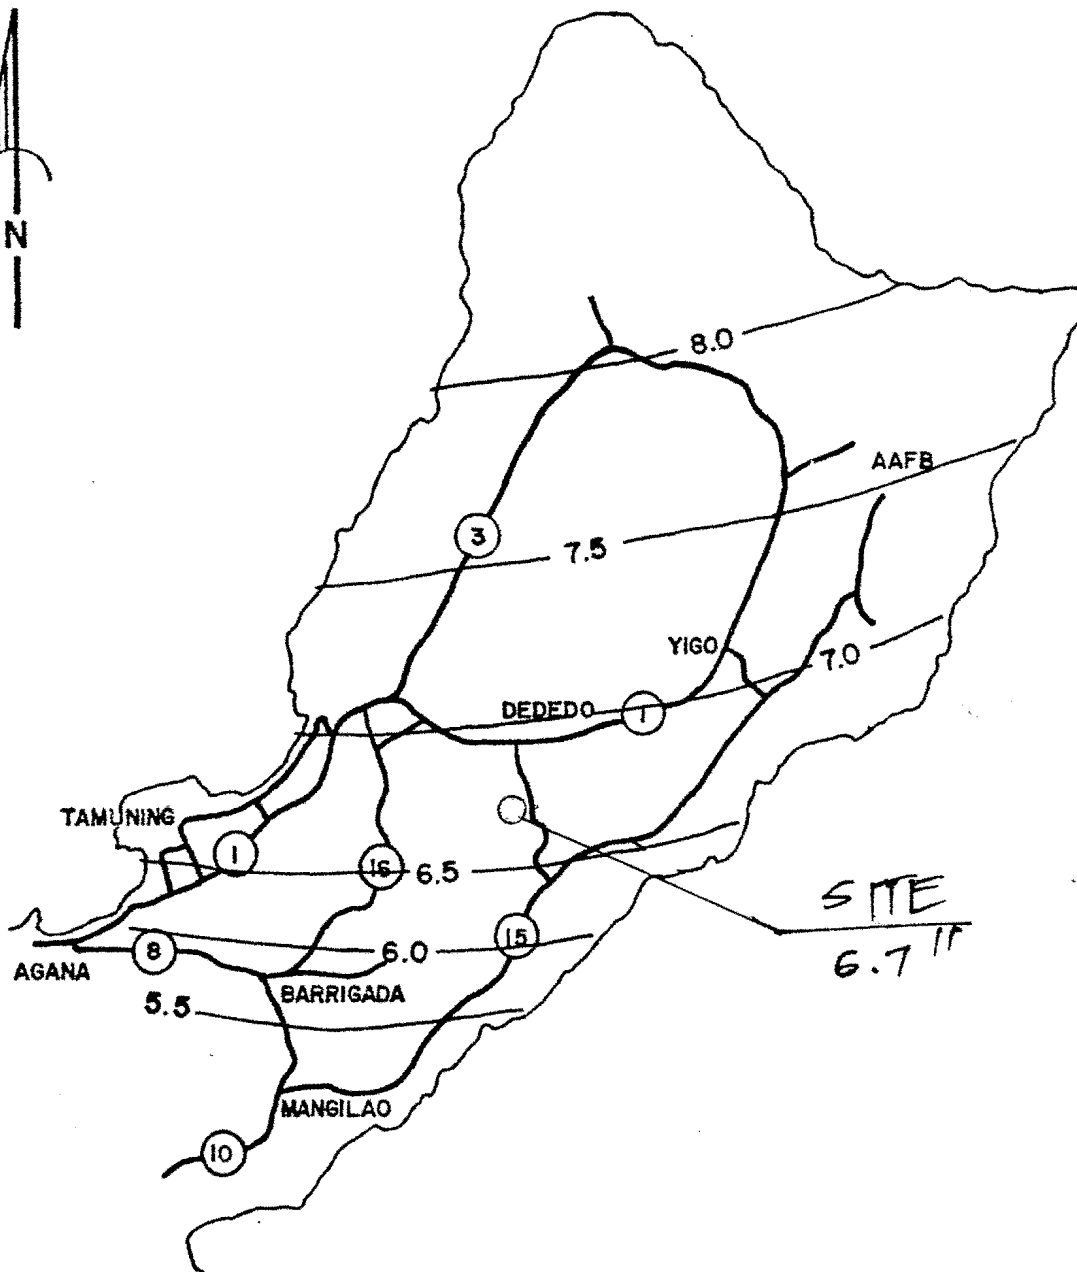 N
8.0
AAFB
3
7.5
YIGO
7.0
DEDEDO
1
TAMUNING
1
16
6.5
SITE
6.7"
15
6.0
8
AGANA
BARRIGADA
5.5
MANGILAO
10